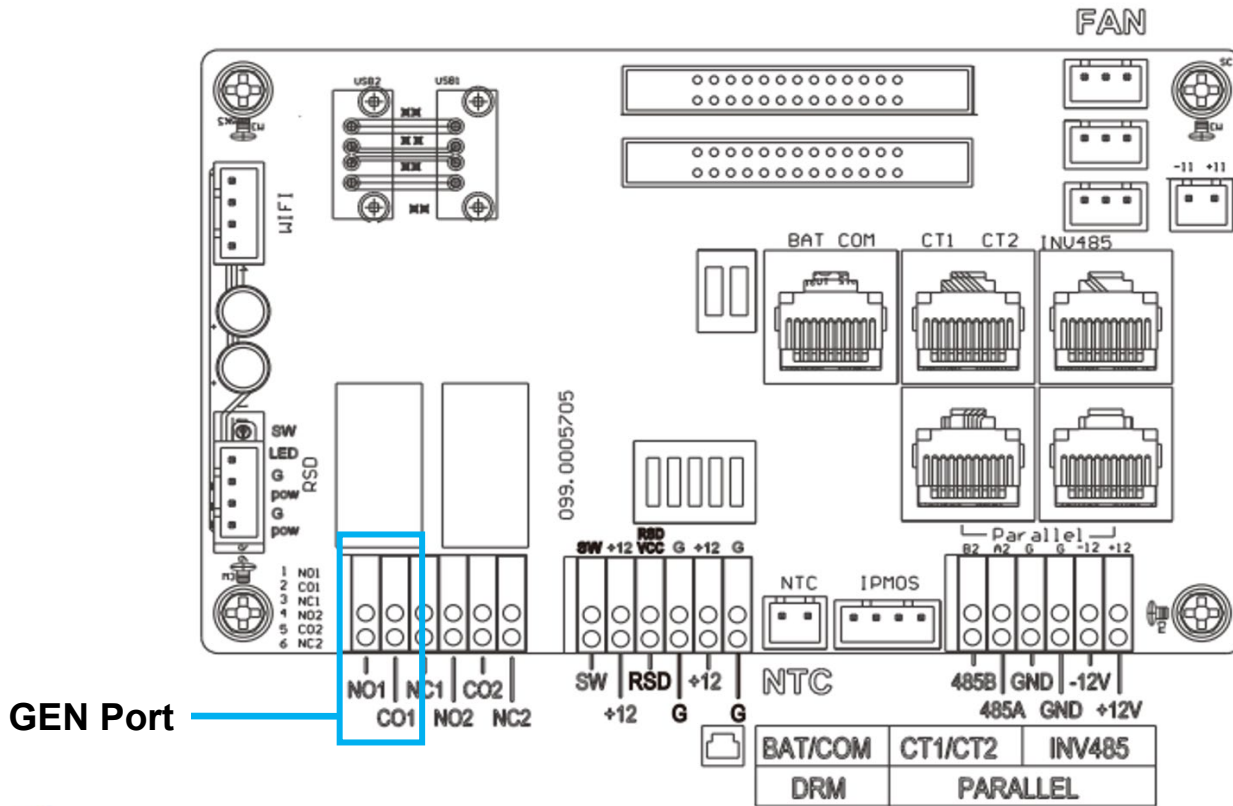 FAN
USB2 USB1
WIFI
-11 +11
BAT COM CT1 CT2 INV485
SW
LED
G
pow
G
pow
RSD
099.0005705
Parallel
SW +12 RSD VCC G +12 G
B2 A2 G G -12 +12
NTC IPMOS
1 NO1
2 CO1
3 NC1
4 NO2
5 CO2
6 NC2
NO1 NC1 CO2
CO1 NO2 NC2
SW RSD +12
+12 G G
NTC
485B GND -12V
485A GND +12V
GEN Port
BAT/COM CT1/CT2 INV485
DRM PARALLEL